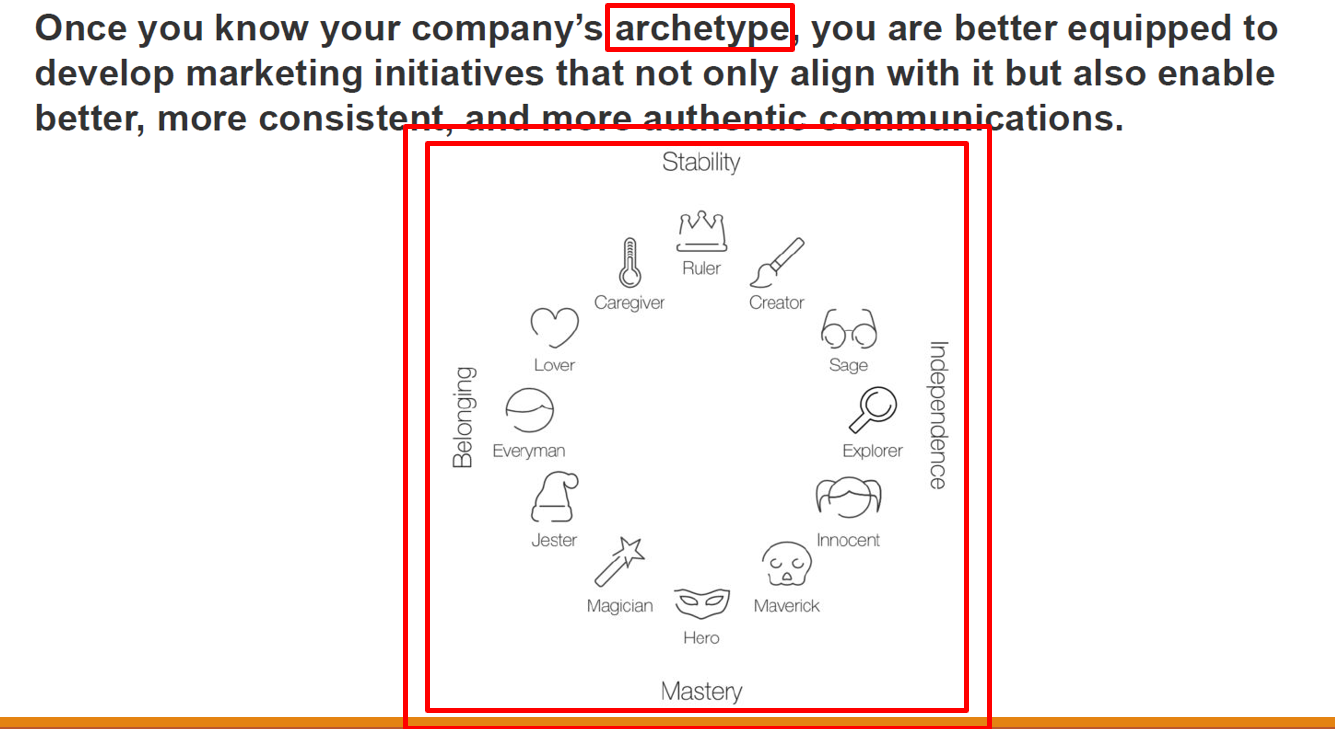 Once you know your company’s archetype, you are better equipped to
develop marketing initiatives that not only align with it but also enable
better, more consistent, and more authentic communications.
Stability
Ruler
Caregiver
Creator
Lover
Sage
Belonging
Independence
Everyman
Explorer
Jester
Innocent
Magician
Maverick
Hero
Mastery